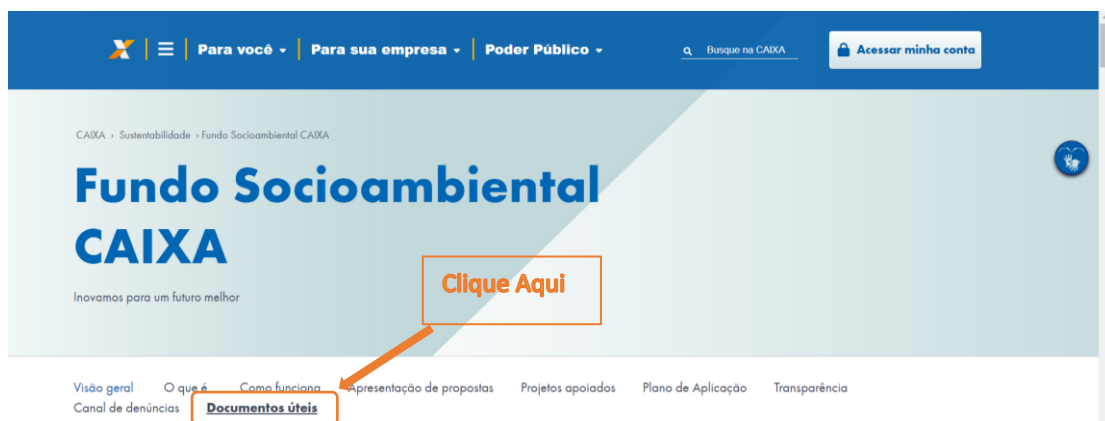 Para você Para sua empresa Poder Público Busque na CAIXA Acessar minha conta
CAIXA › Sustentabilidade › Fundo Socioambiental CAIXA
Fundo Socioambiental
CAIXA
Clique Aqui
Inovamos para um futuro melhor
Visão geral O que é Como funciona Apresentação de propostas Projetos apoiados Plano de Aplicação Transparência
Canal de denúncias Documentos úteis